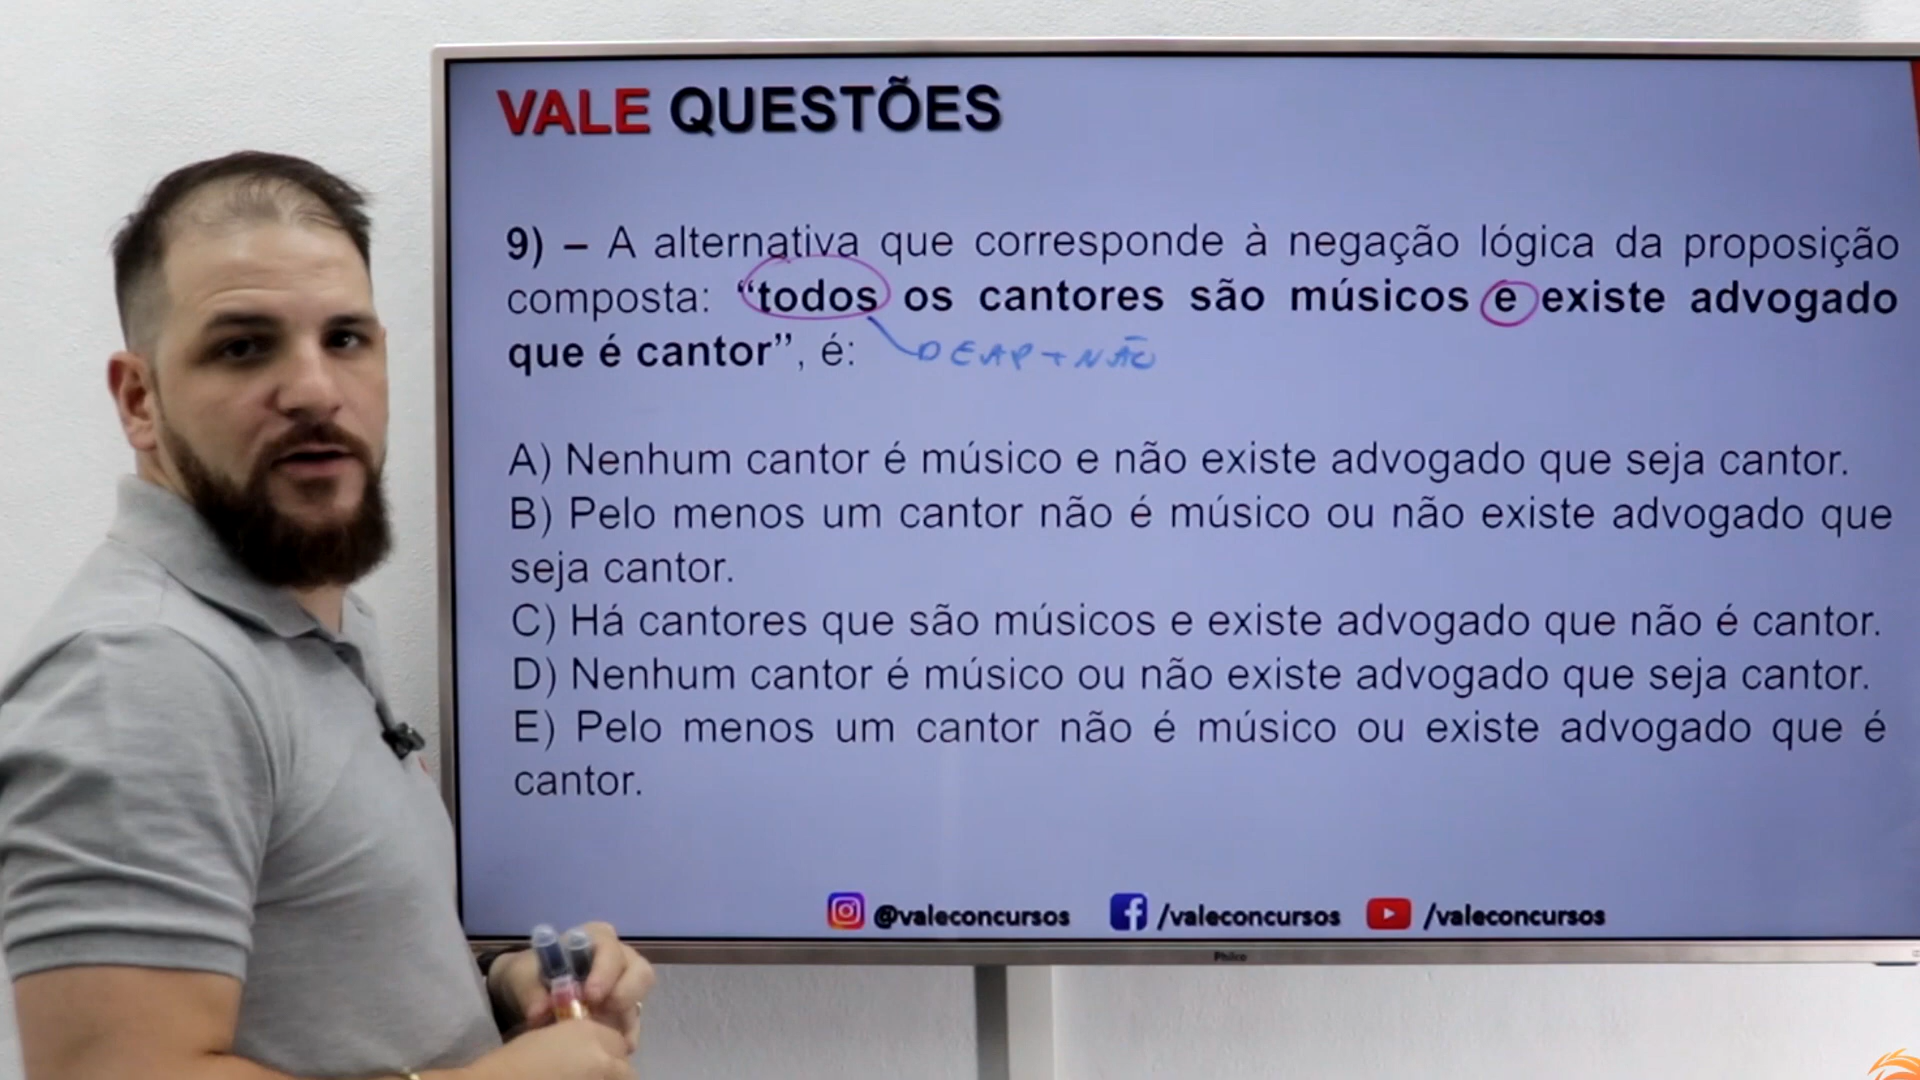 VALE QUESTÕES
9) – A alternativa que corresponde à negação lógica da proposição
composta: “todos os cantores são músicos e existe advogado
que é cantor”, é:
A) Nenhum cantor é músico e não existe advogado que seja cantor.
B) Pelo menos um cantor não é músico ou não existe advogado que
seja cantor.
C) Há cantores que são músicos e existe advogado que não é cantor.
D) Nenhum cantor é músico ou não existe advogado que seja cantor.
E) Pelo menos um cantor não é músico ou existe advogado que é
cantor.
@valeconcursos /valeconcursos /valeconcursos
Philco